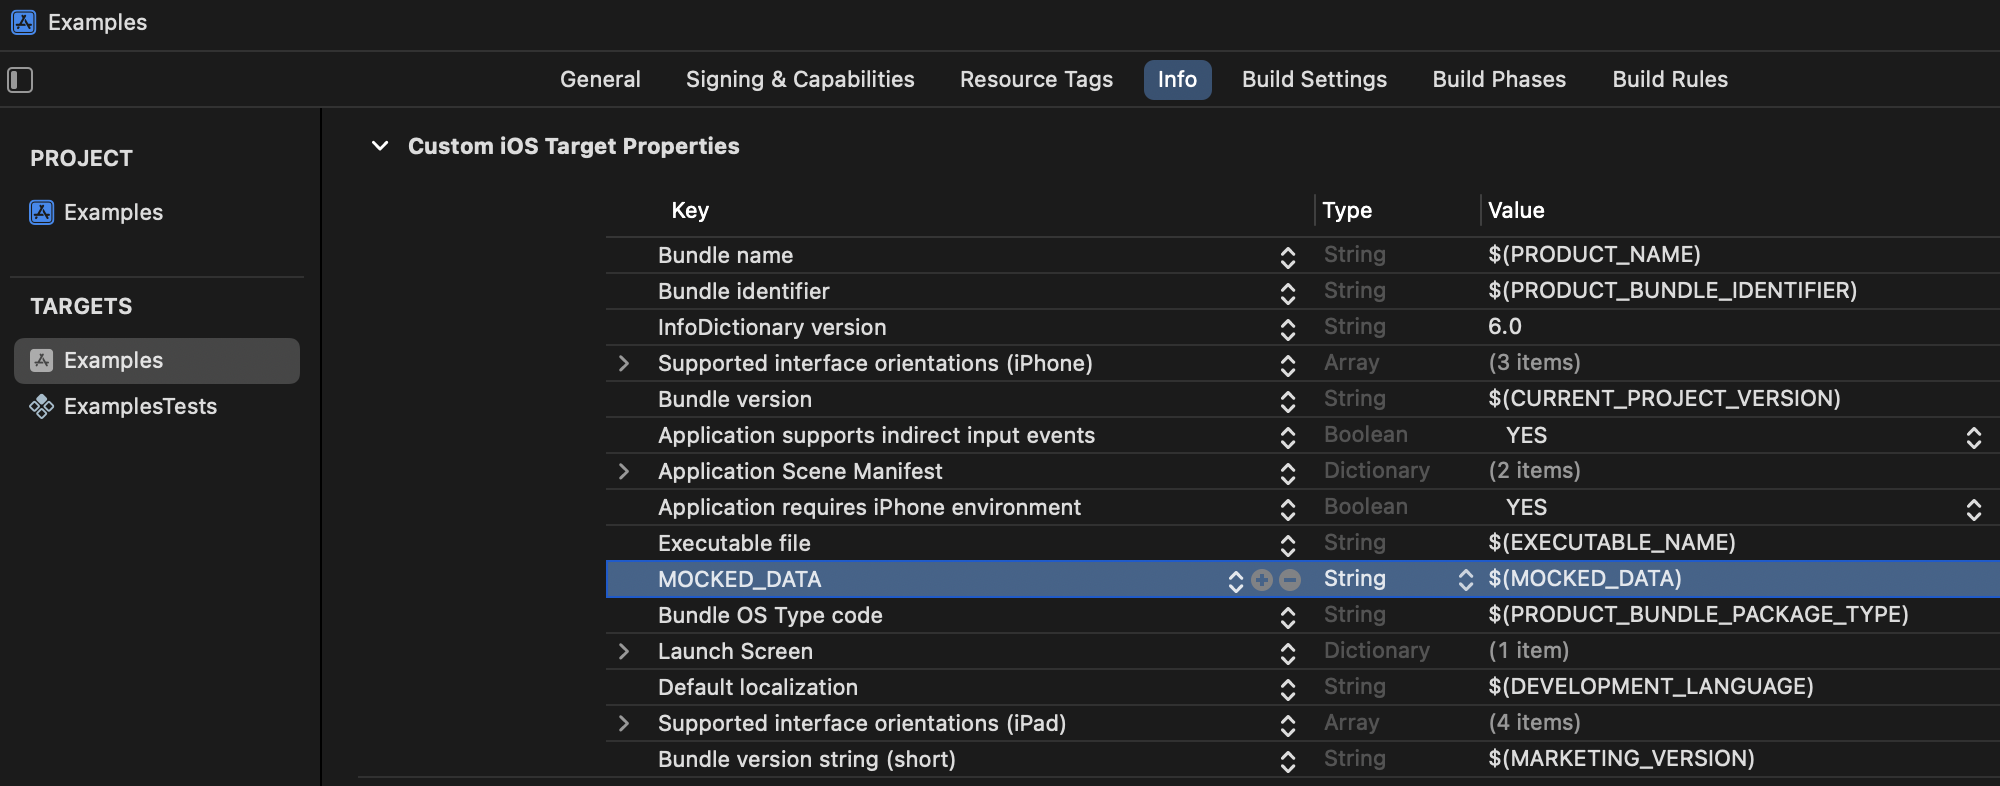 Examples
General Signing & Capabilities Resource Tags Info Build Settings Build Phases Build Rules
PROJECT
Examples
TARGETS
Examples
ExamplesTests
Custom iOS Target Properties
Key Type Value
Bundle name String $(PRODUCT_NAME)
Bundle identifier String $(PRODUCT_BUNDLE_IDENTIFIER)
InfoDictionary version String 6.0
Supported interface orientations (iPhone) Array (3 items)
Bundle version String $(CURRENT_PROJECT_VERSION)
Application supports indirect input events Boolean YES
Application Scene Manifest Dictionary (2 items)
Application requires iPhone environment Boolean YES
Executable file String $(EXECUTABLE_NAME)
MOCKED_DATA String $(MOCKED_DATA)
Bundle OS Type code String $(PRODUCT_BUNDLE_PACKAGE_TYPE)
Launch Screen Dictionary (1 item)
Default localization String $(DEVELOPMENT_LANGUAGE)
Supported interface orientations (iPad) Array (4 items)
Bundle version string (short) String $(MARKETING_VERSION)